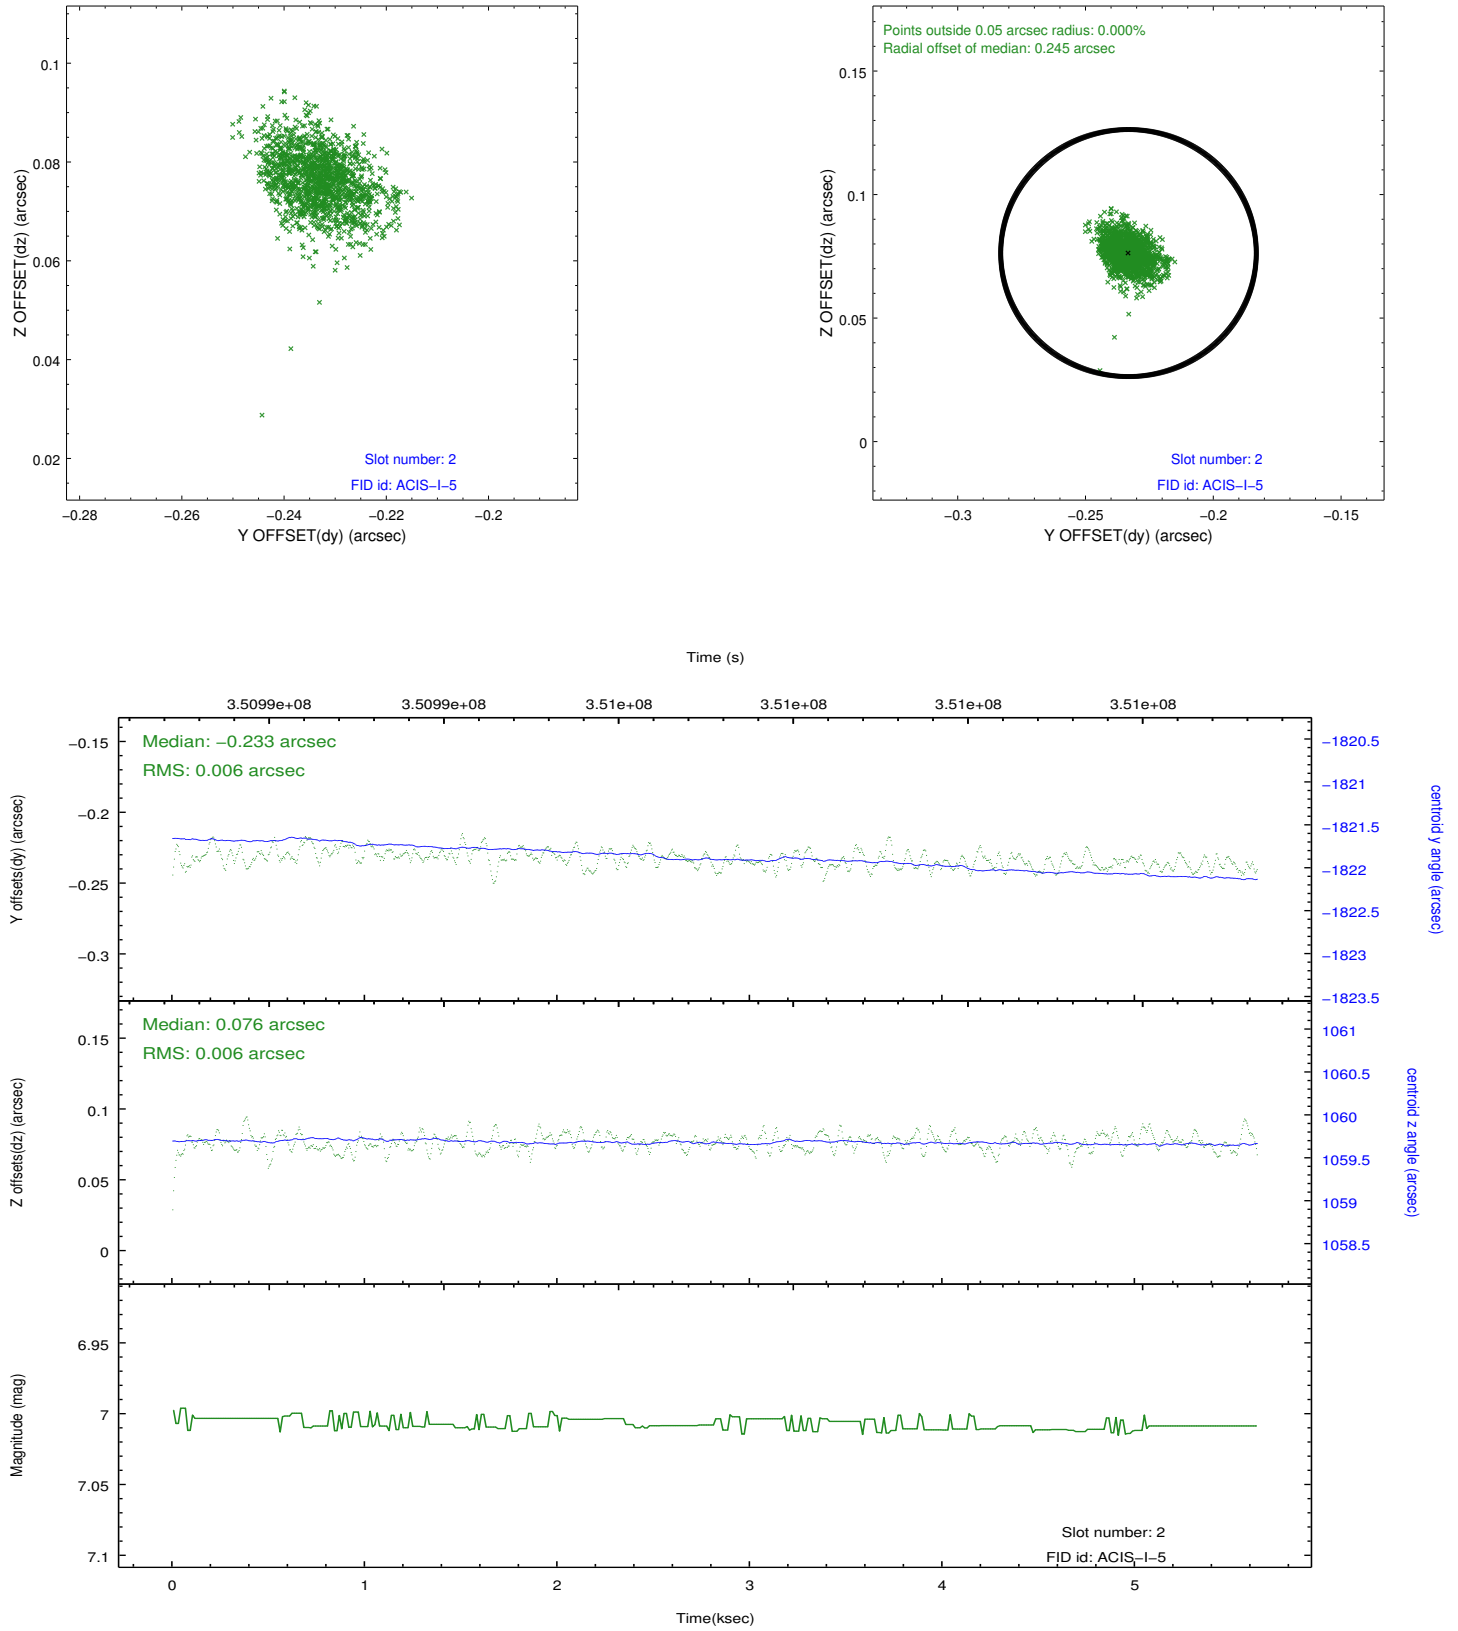 0.1
0.08
0.06
0.04
0.02
Z OFFSET(dz) (arcsec)
Slot number: 2
FID id: ACIS−I−5
−0.28
−0.26
−0.24
−0.22
−0.2
Y OFFSET(dy) (arcsec)
Points outside 0.05 arcsec radius: 0.000%
Radial offset of median: 0.245 arcsec
0.15
0.1
0.05
0
Z OFFSET(dz) (arcsec)
Slot number: 2
FID id: ACIS−I−5
−0.3
−0.25
−0.2
−0.15
Y OFFSET(dy) (arcsec)
Time (s)
3.5099e+08
3.5099e+08
3.51e+08
3.51e+08
3.51e+08
3.51e+08
Median: −0.233 arcsec
RMS: 0.006 arcsec
−0.15
−0.2
−0.25
−0.3
Y offsets(dy) (arcsec)
−1820.5
−1821
−1821.5
−1822
−1822.5
−1823
−1823.5
centroid y angle (arcsec)
Median: 0.076 arcsec
RMS: 0.006 arcsec
0.15
0.1
0.05
0
Z offsets(dz) (arcsec)
1061
1060.5
1060
1059.5
1059
1058.5
centroid z angle (arcsec)
6.95
7
7.05
7.1
Magnitude (mag)
Slot number: 2
FID id: ACIS−I−5
0
1
2
3
4
5
Time(ksec)